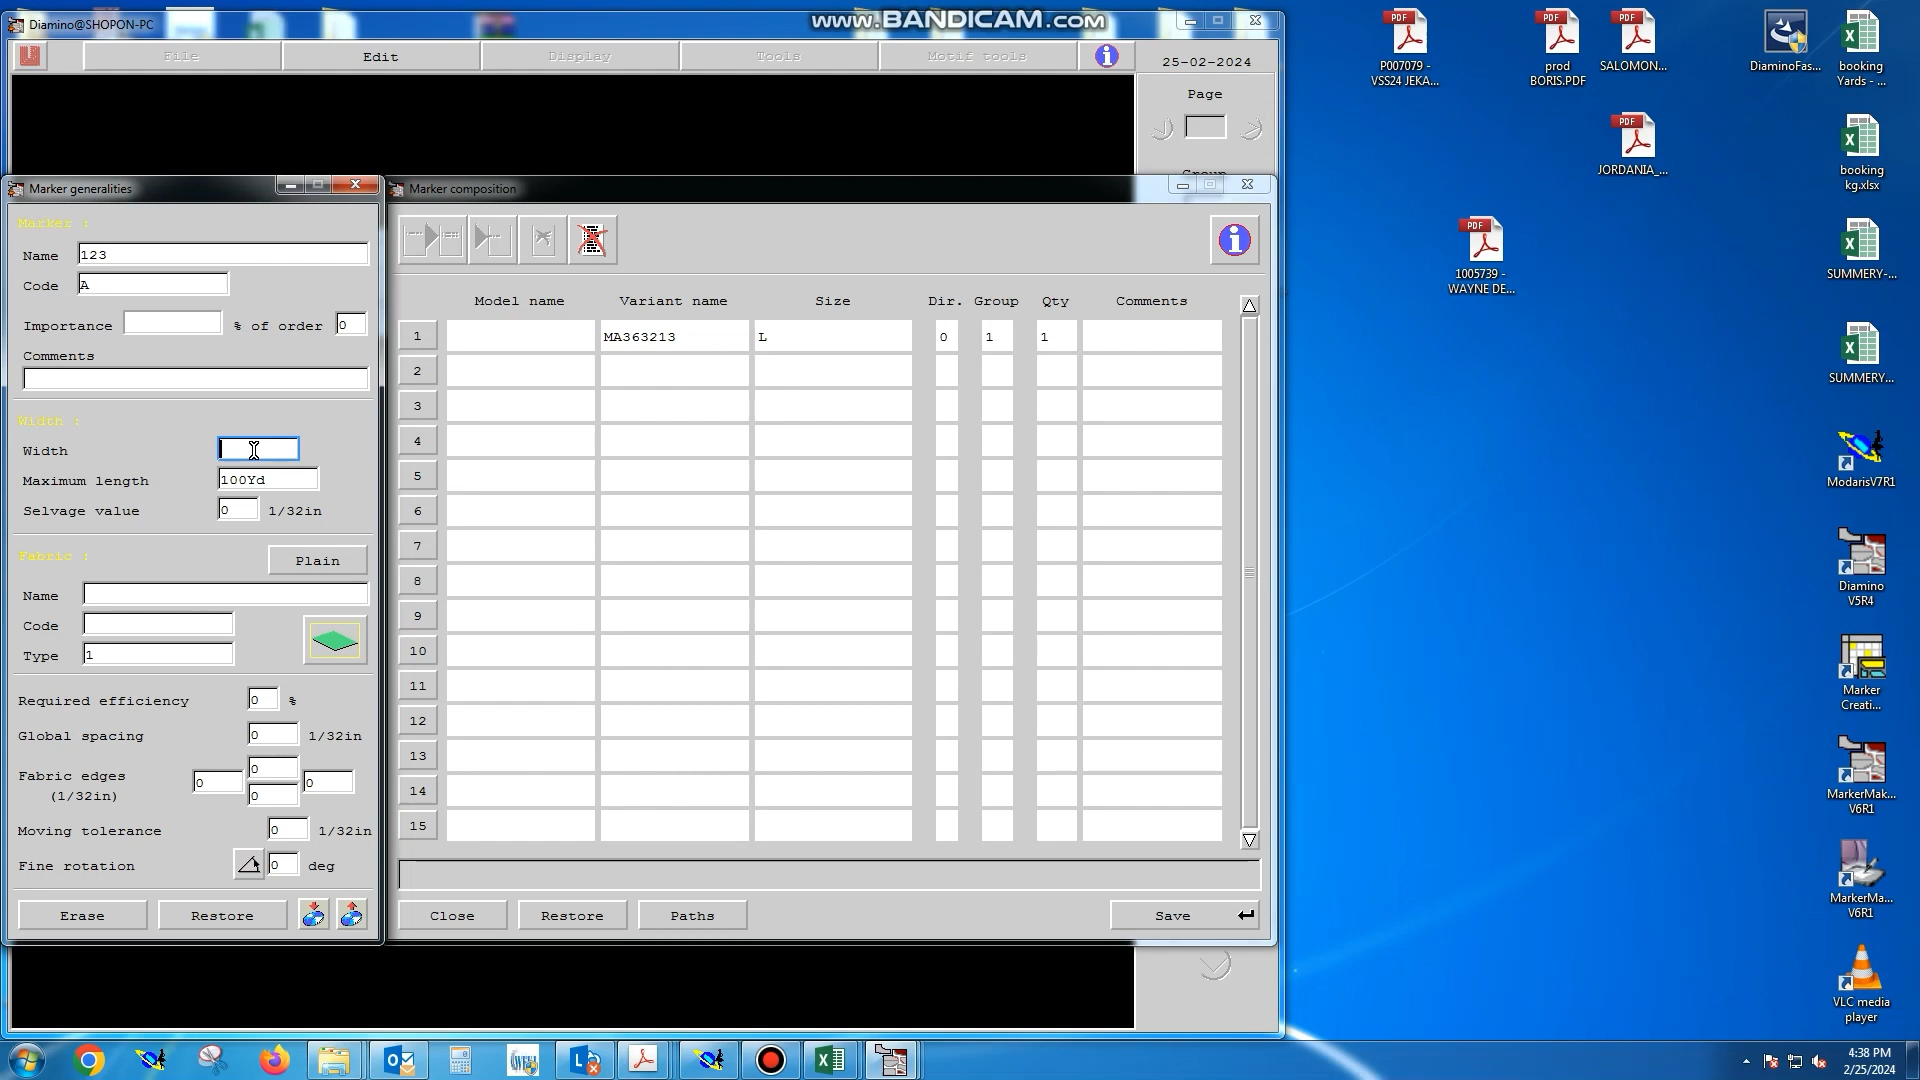 Diamino@SHOPON-PC
www.BANDICAM.com
File
Edit
Display
Tools
Motif tools
25-02-2024
Page
Marker generalities
Marker :
Name 123
Code A
Importance % of order 0
Comments
Width :
Width
Maximum length 100Yd
Selvage value 0 1/32in
Fabric :
Plain
Name
Code
Type 1
Required efficiency 0 %
Global spacing 0 1/32in
Fabric edges 0 0 0 0
(1/32in)
Moving tolerance 0 1/32in
Fine rotation 0 deg
Erase
Restore
Marker composition
Model name Variant name Size Dir. Group Qty Comments
1 MA363213 L 0 1 1
2
3
4
5
6
7
8
9
10
11
12
13
14
15
Close
Restore
Paths
Save
PDF
P007079 -
VSS24 JEKA...
PDF
prod
BORIS.PDF
PDF
SALOMON...
DiaminoFas...
booking
Yards - ...
PDF
JORDANIA_...
booking
kg.xlsx
PDF
1005739 -
WAYNE DE...
SUMMERY-...
SUMMERY...
ModarisV7R1
Diamino
V5R4
Marker
Creati...
MarkerMak...
V6R1
MarkerMa...
V6R1
VLC media
player
4:38 PM
2/25/2024